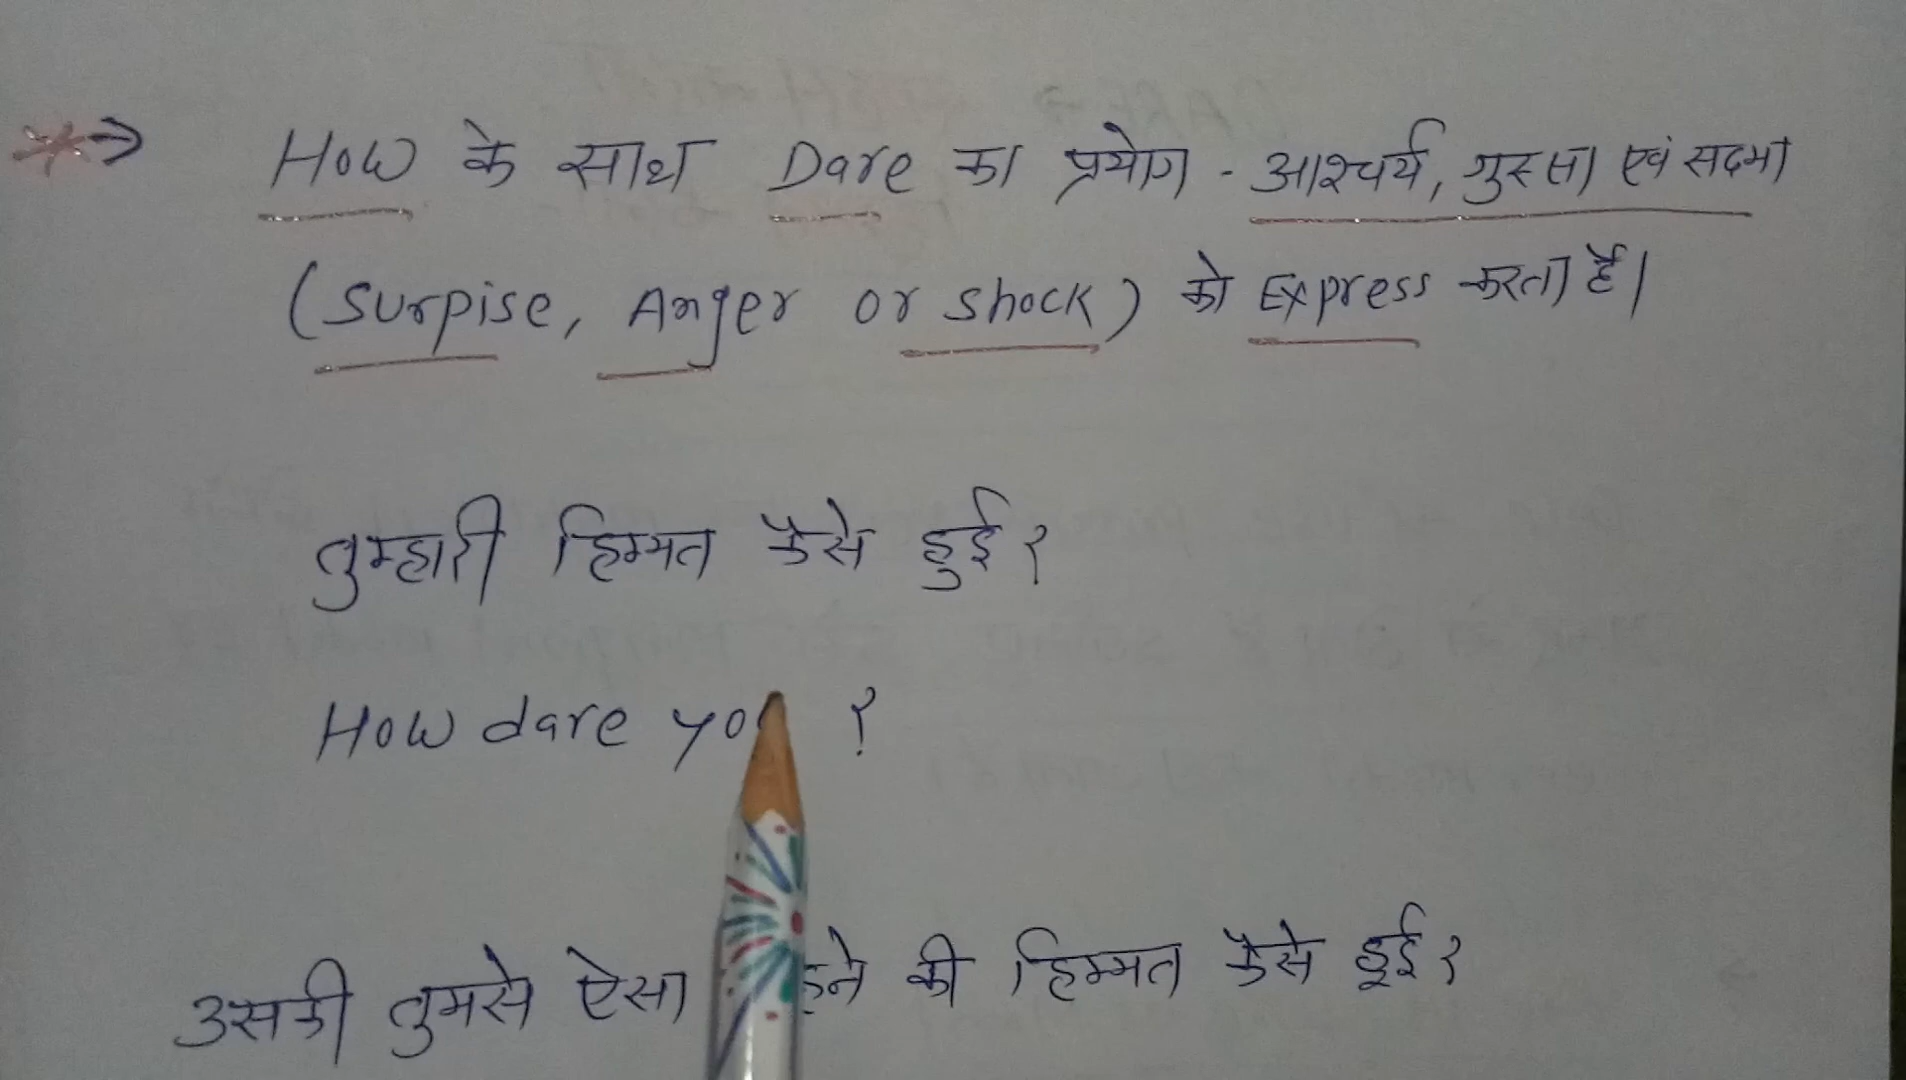 How के साथ Dare का प्रयोग - आश्चर्य, गुस्सा एवं सदमा
(Surpise, Anger or shock) को Express करता है।
तुम्हारी हिम्मत कैसे हुई?
How dare you ?
उसकी तुमसे ऐसा की हिम्मत कैसे हुई?